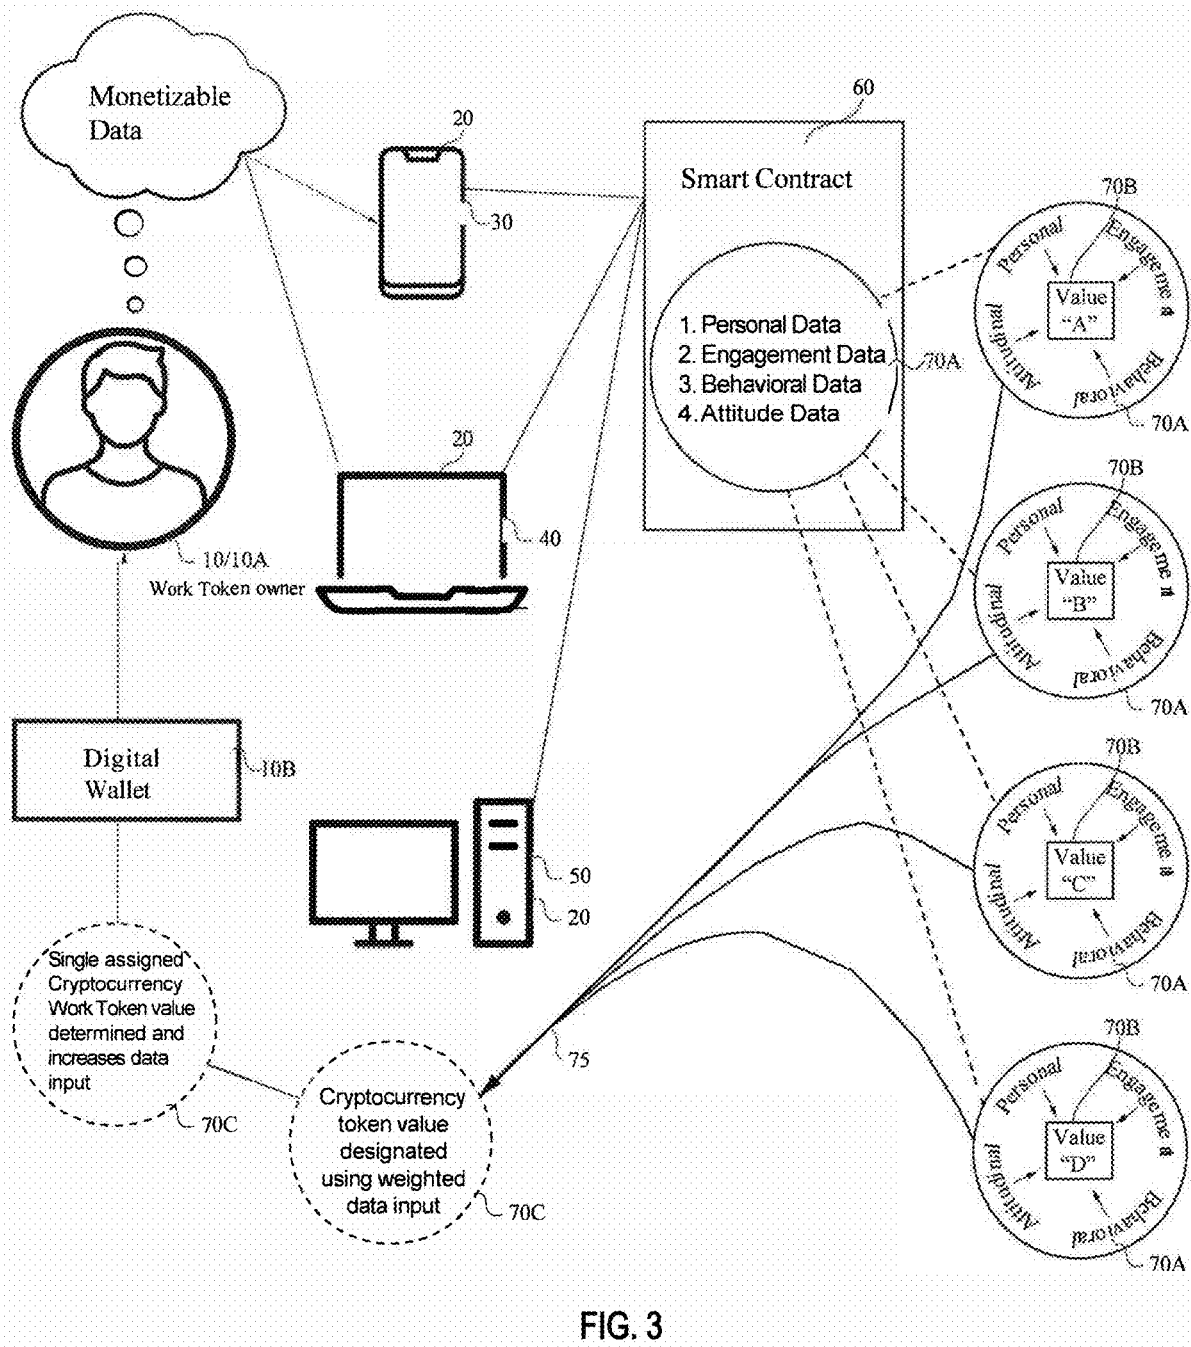 Monetizable
Data
20
30
60
Smart Contract
1. Personal Data
2. Engagement Data
3. Behavioral Data
4. Attitude Data
70A
70B
Personal
Engagement
Value
“A”
Attitudinal
Behavioral
70A
20
40
10/10A
Work Token owner
70B
Personal
Engagement
Value
“B”
Attitudinal
Behavioral
70A
Digital
Wallet
10B
50
20
70B
Personal
Engagement
Value
“C”
Attitudinal
Behavioral
70A
Single assigned
Cryptocurrency
Work Token value
determined and
increases data
input
70C
75
Cryptocurrency
token value
designated
using weighted
data input
70C
70B
Personal
Engagement
Value
“D”
Attitudinal
Behavioral
70A
FIG. 3